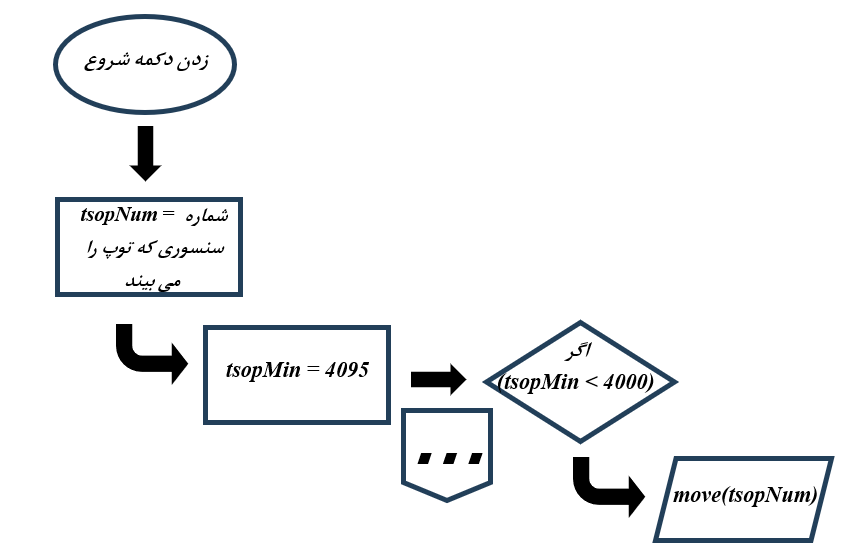 زدن دکمه شروع
tsopNum = شماره
سنسوری که توپ را
می بیند
tsopMin = 4095
اگر
(tsopMin < 4000)
...
move(tsopNum)